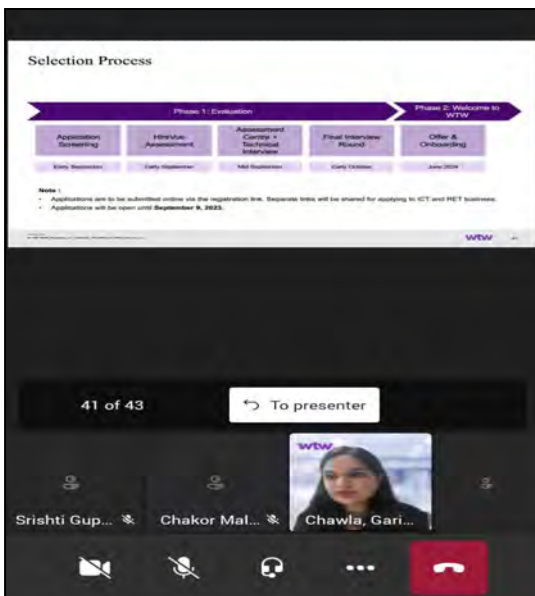 Selection Process
Phase 1: Evaluation
Phase 2: Welcome to
WTW
Application
Screening
HireVue
Assessment
Assessment
Centre +
Technical
Interview
Final Interview
Round
Offer &
Onboarding
Early September
Early September
Mid September
Early October
June 2024
Note :
• Applications are to be submitted online via the registration link. Separate links will be shared for applying to ICT and RET business.
• Applications will be open until September 9, 2023.
wtw
41 of 43
To presenter
wtw
Srishti Gup...
Chakor Mal...
Chawla, Gari...